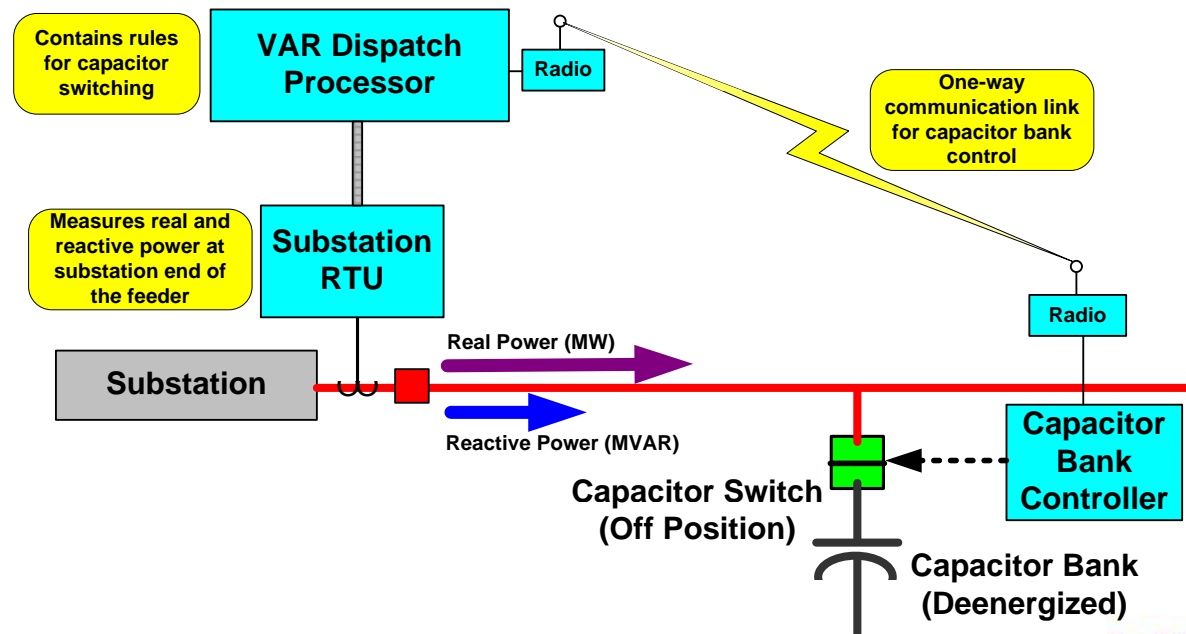 Contains rules
for capacitor
switching
VAR Dispatch
Processor
Radio
One-way
communication link
for capacitor bank
control
Measures real and
reactive power at
substation end of
the feeder
Substation
RTU
Radio
Real Power (MW)
Substation
Reactive Power (MVAR)
Capacitor Switch
(Off Position)
Capacitor
Bank
Controller
Capacitor Bank
(Deenergized)